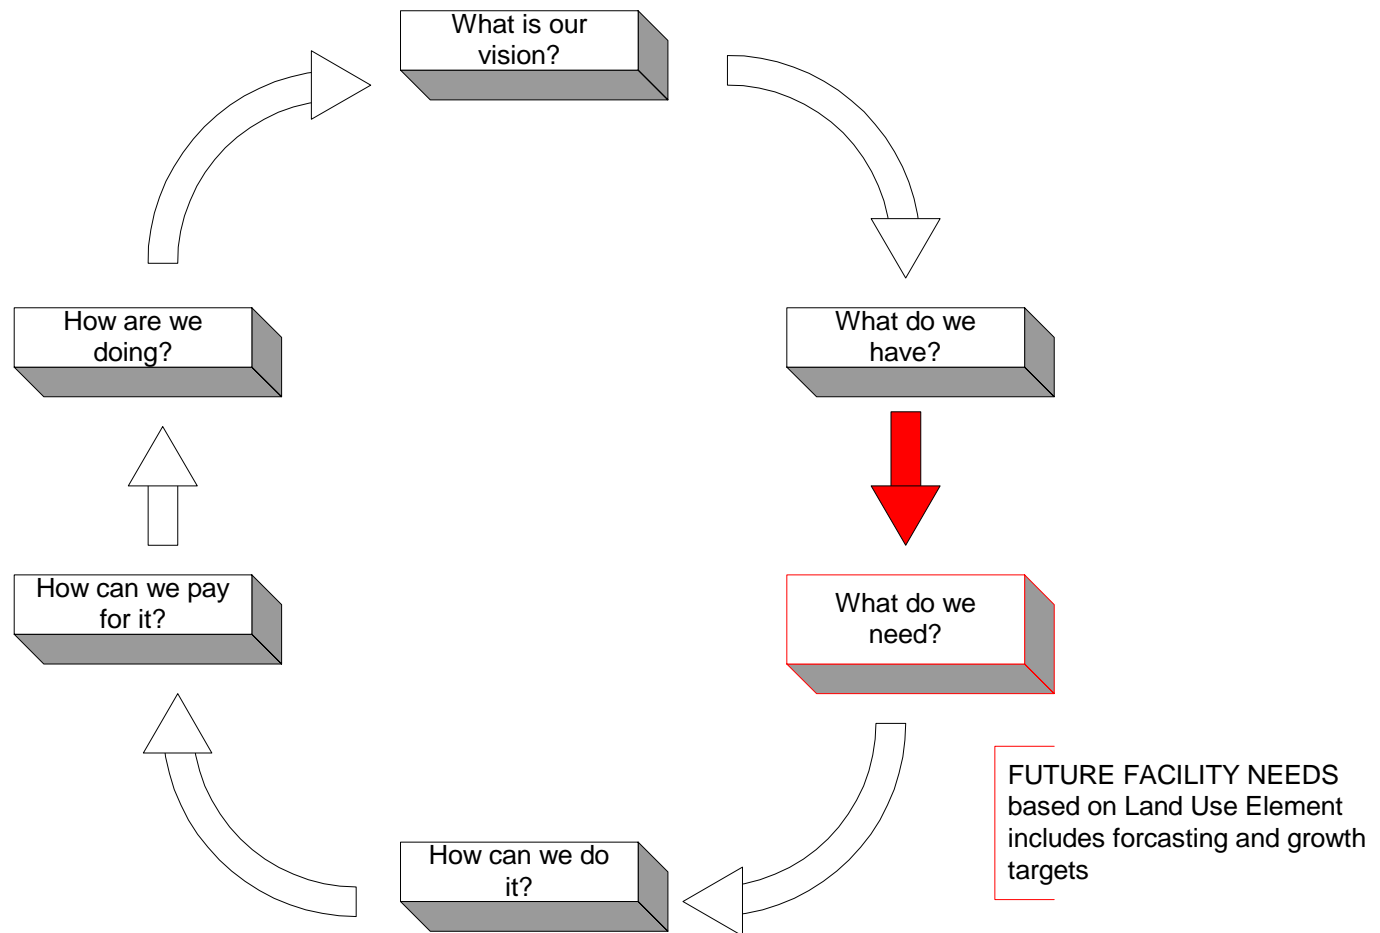 What is our
vision?
How are we
doing?
What do we
have?
How can we pay
for it?
What do we
need?
FUTURE FACILITY NEEDS
based on Land Use Element
includes forcasting and growth
targets
How can we do
it?